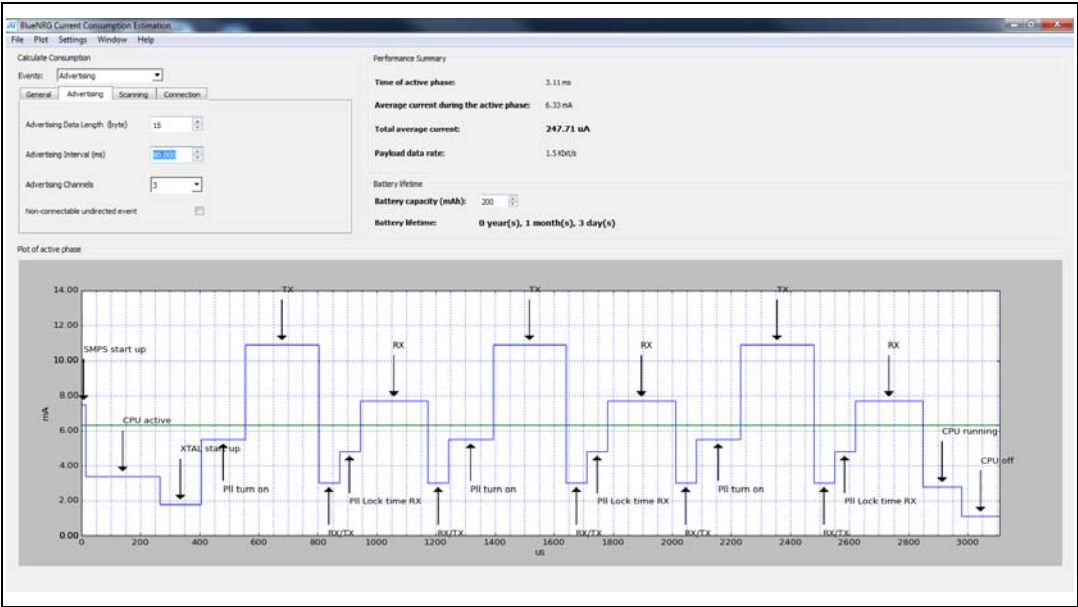 BlueNRG Current Consumption Estimation
File Plot Settings Window Help
Calculate Consumption
Events: Advertising
General Advertising Scanning Connection
Advertising Data Length (byte) 15
Advertising Interval (ms) 80.000
Advertising Channels 3
Non-connectable undirected event
Performance Summary
Time of active phase: 3.11 ms
Average current during the active phase: 6.33 mA
Total average current: 247.71 uA
Payload data rate: 1.5 Kbit/s
Battery lifetime
Battery capacity (mAh): 200
Battery lifetime: 0 year(s), 1 month(s), 3 day(s)
Plot of active phase
14.00
12.00
10.00
8.00
6.00
4.00
2.00
0.00
mA
SMPS start up
CPU active
XTAL start up
Pll turn on
TX
RX/TX
Pll Lock time RX
RX
RX/TX
Pll turn on
TX
RX/TX
Pll Lock time RX
RX
RX/TX
Pll turn on
TX
RX/TX
Pll Lock time RX
RX
CPU running
CPU off
0 200 400 600 800 1000 1200 1400 1600 1800 2000 2200 2400 2600 2800 3000
us